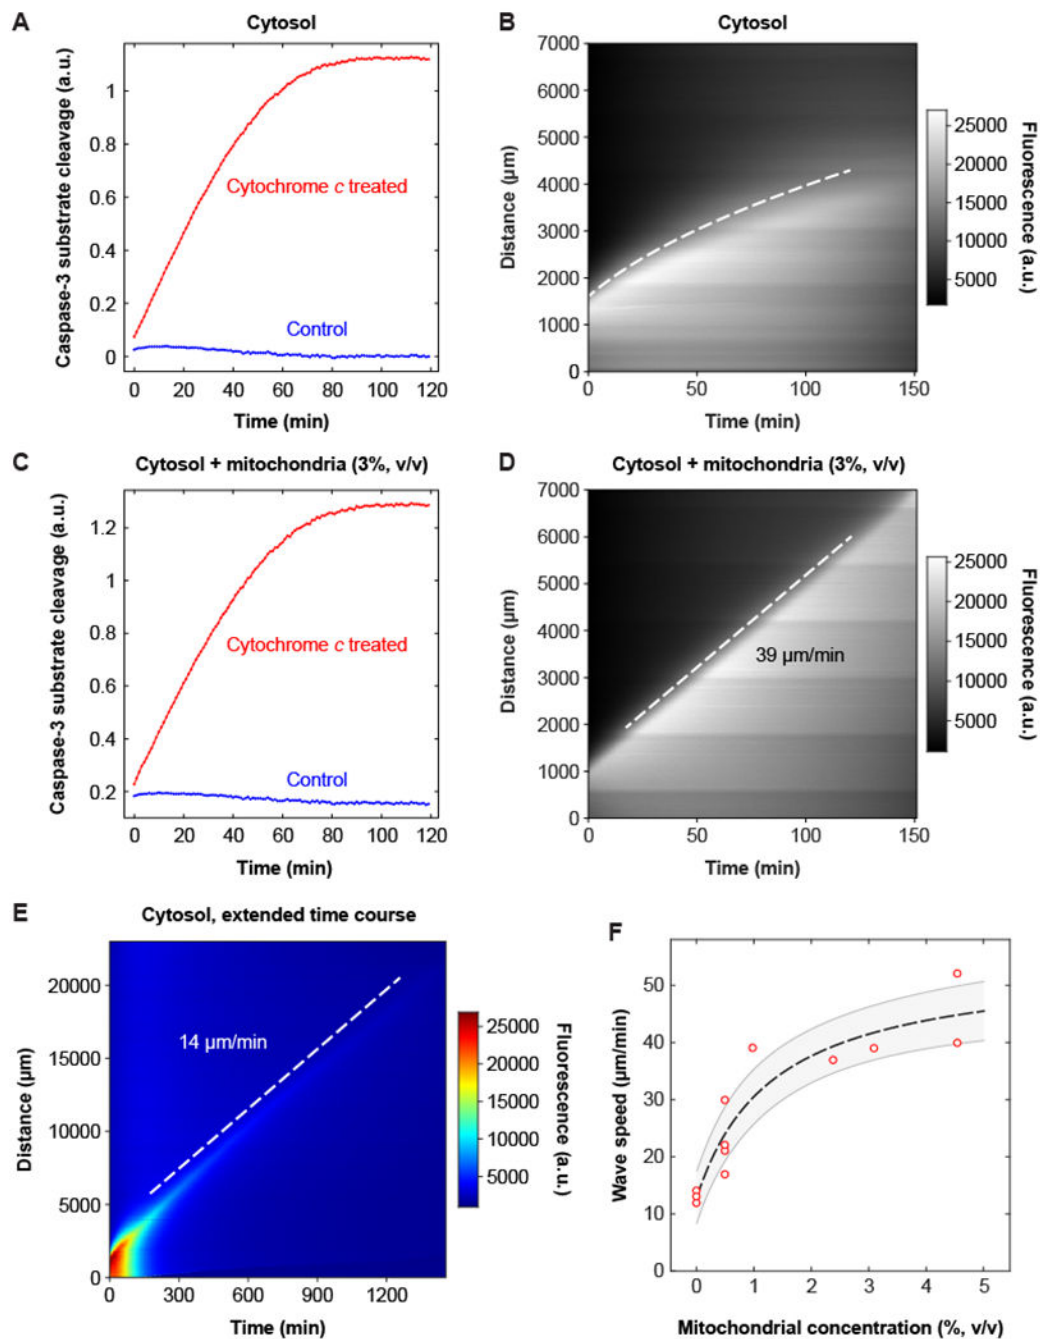 A
Cytosol
Caspase-3 substrate cleavage (a.u.)
1
0.8
0.6
0.4
0.2
0
Cytochrome c treated
Control
0 20 40 60 80 100 120
Time (min)
B
Cytosol
Distance (µm)
7000
6000
5000
4000
3000
2000
1000
0
0 50 100 150
Time (min)
25000
20000
15000
10000
5000
Fluorescence (a.u.)
C
Cytosol + mitochondria (3%, v/v)
Caspase-3 substrate cleavage (a.u.)
1.2
1
0.8
0.6
0.4
0.2
Cytochrome c treated
Control
0 20 40 60 80 100 120
Time (min)
D
Cytosol + mitochondria (3%, v/v)
Distance (µm)
7000
6000
5000
4000
3000
2000
1000
0
39 µm/min
0 50 100 150
Time (min)
25000
20000
15000
10000
5000
Fluorescence (a.u.)
E
Cytosol, extended time course
Distance (µm)
20000
15000
10000
5000
0
14 µm/min
0 300 600 900 1200
Time (min)
25000
20000
15000
10000
5000
Fluorescence (a.u.)
F
Wave speed (µm/min)
50
40
30
20
10
0
0 1 2 3 4 5
Mitochondrial concentration (%, v/v)